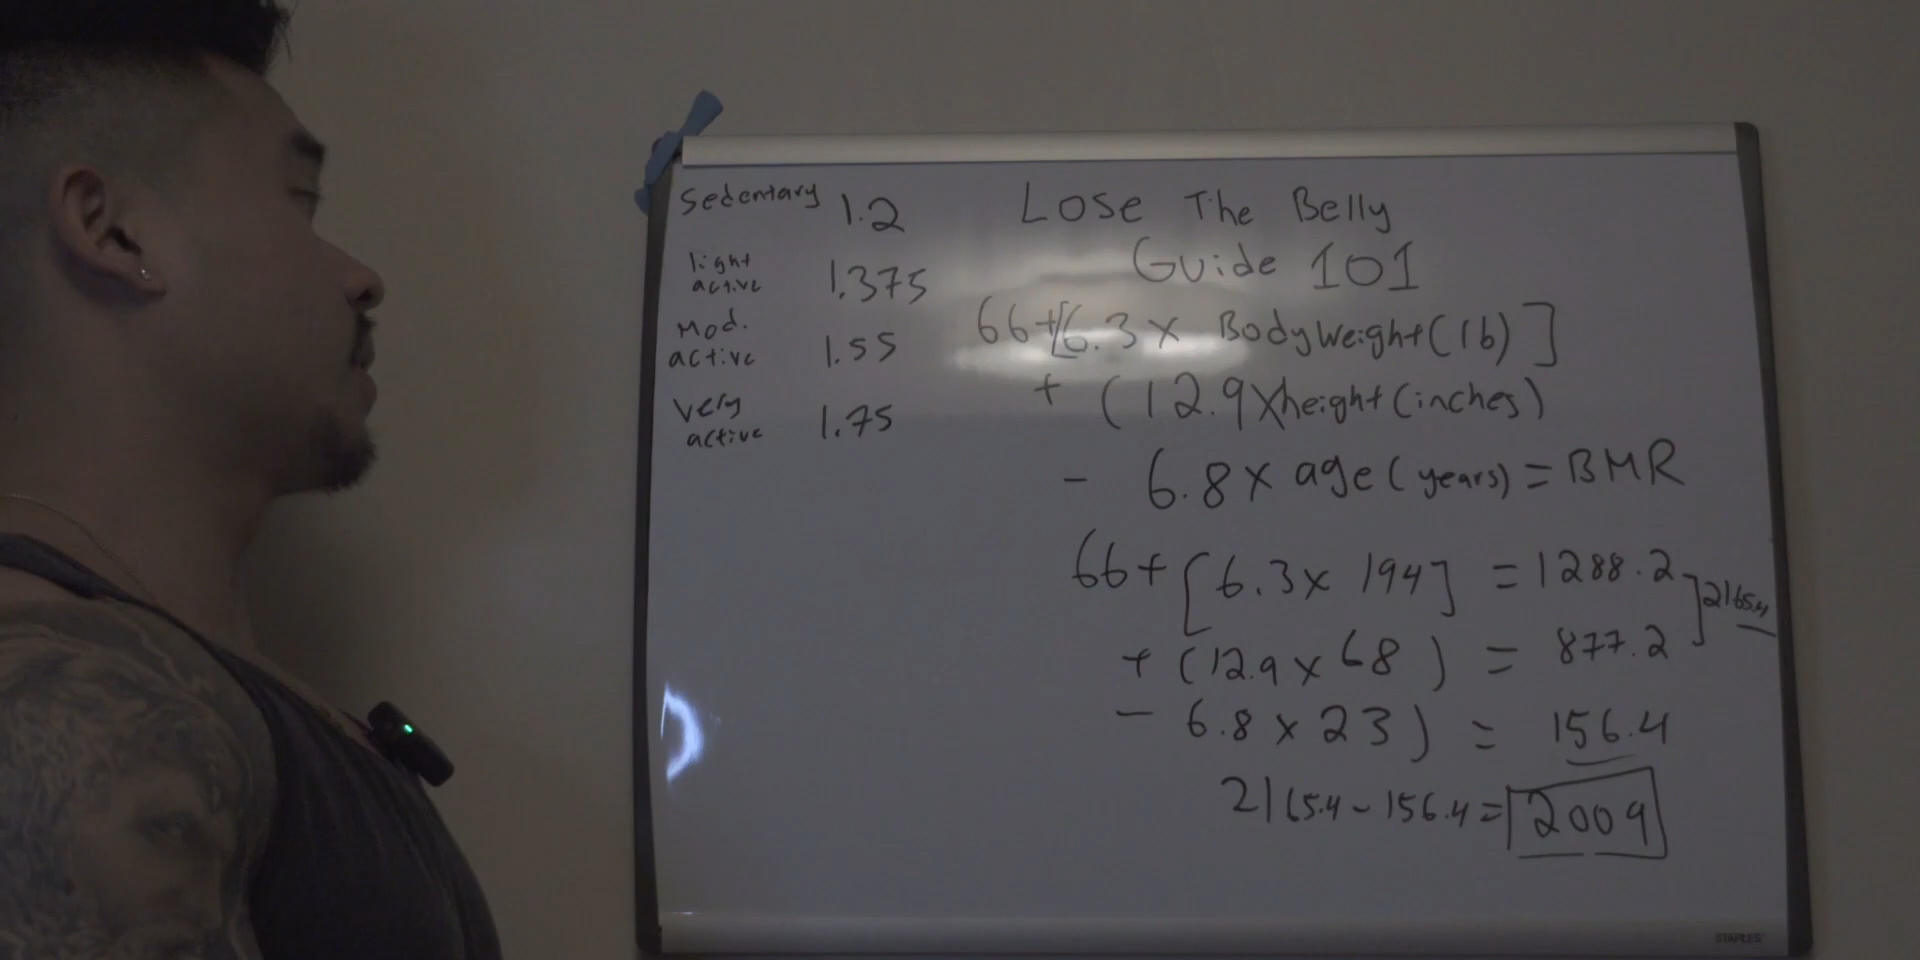 Sedentary 1.2
light active 1.375
Mod. active 1.55
Very active 1.75
Lose The Belly
Guide 101
66+[6.3 x BodyWeight (lb)]
+ (12.9 x height (inches)
- 6.8 x age (years) = BMR
66+ [6.3 x 194] = 1288.2
+ (12.9 x 68) = 877.2
] 2165.4
- 6.8 x 23) = 156.4
2165.4 - 156.4 = 2009
STAPLES